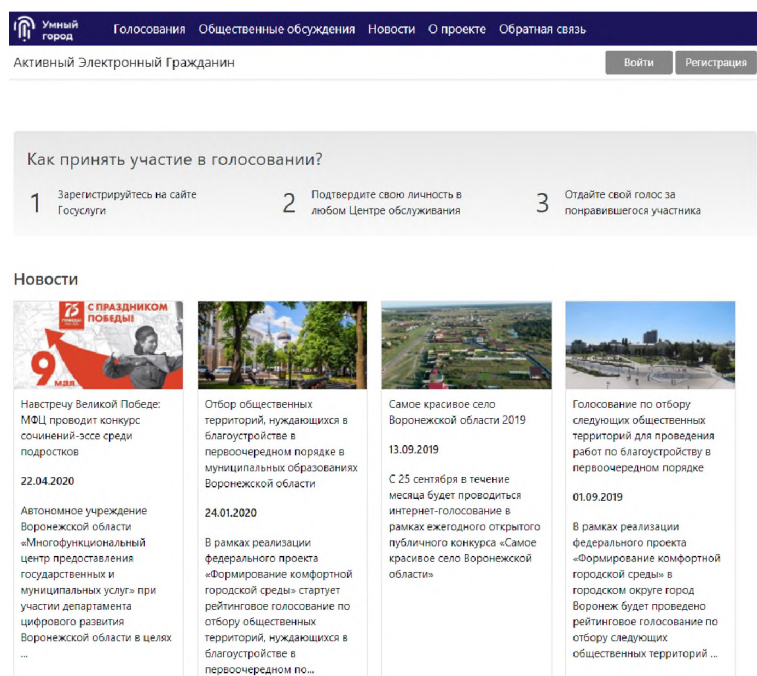 Умный
город
Голосования Общественные обсуждения Новости О проекте Обратная связь
Активный Электронный Гражданин
Войти Регистрация
Как принять участие в голосовании?
1 Зарегистрируйтесь на сайте
Госуслуги
2 Подтвердите свою личность в
любом Центре обслуживания
3 Отдайте свой голос за
понравившегося участника
Новости
75
С ПРАЗДНИКОМ
ПОБЕДЫ!
9
мая
Навстречу Великой Победе:
МФЦ проводит конкурс
сочинений-эссе среди
подростков
22.04.2020
Автономное учреждение
Воронежской области
«Многофункциональный
центр предоставления
государственных и
муниципальных услуг» при
участии департамента
цифрового развития
Воронежской области в целях
...
Отбор общественных
территорий, нуждающихся в
благоустройстве в
первоочередном порядке в
муниципальных образованиях
Воронежской области
24.01.2020
В рамках реализации
федерального проекта
«Формирование комфортной
городской среды» стартует
рейтинговое голосование по
отбору общественных
территорий, нуждающихся в
благоустройстве в
первоочередном по...
Самое красивое село
Воронежской области 2019
13.09.2019
С 25 сентября в течение
месяца будет проводиться
интернет-голосование в
рамках ежегодного открытого
публичного конкурса «Самое
красивое село Воронежской
области»
Голосование по отбору
следующих общественных
территорий для проведения
работ по благоустройству в
первоочередном порядке
01.09.2019
В рамках реализации
федерального проекта
«Формирование комфортной
городской среды» в
городском округе город
Воронеж будет проведено
рейтинговое голосование по
отбору следующих
общественных территорий ...